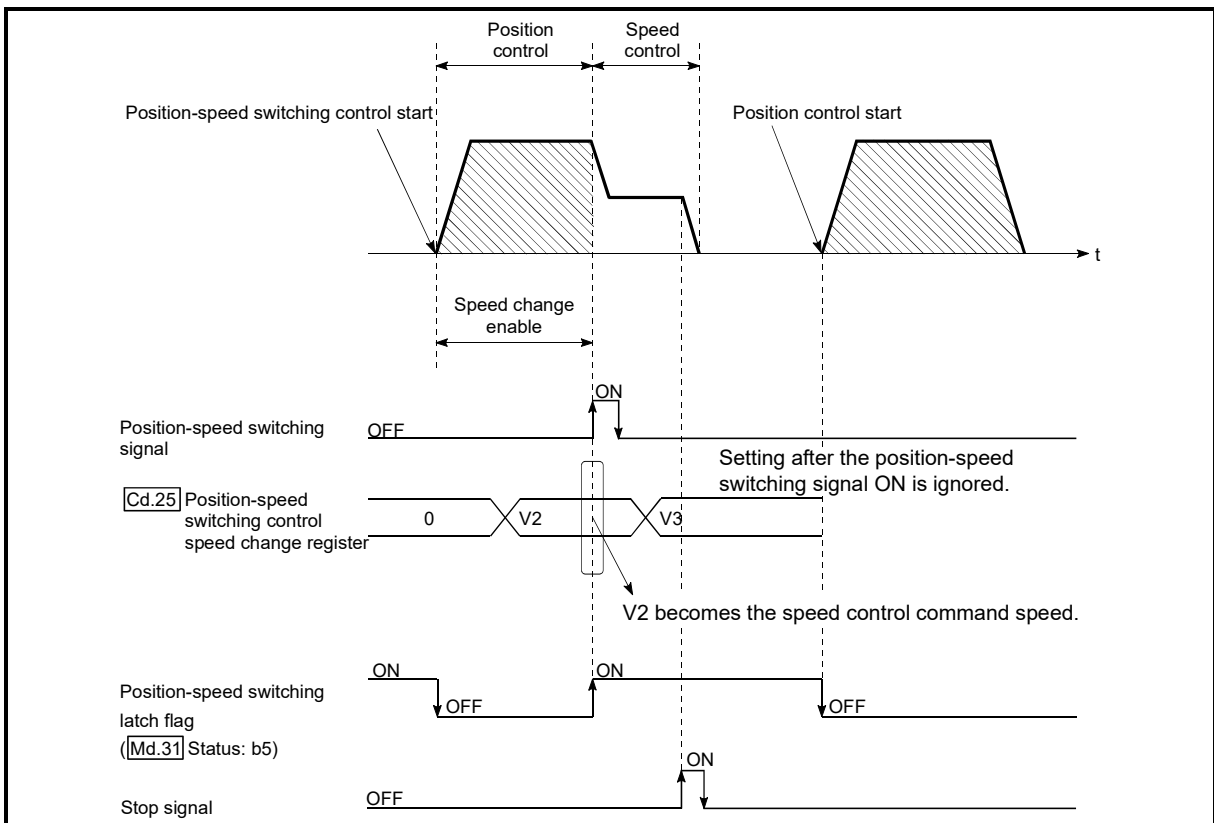 Position
control
Speed
control
Position-speed switching control start
Position control start
t
Speed change
enable
ON
Position-speed switching
signal
OFF
Setting after the position-speed
switching signal ON is ignored.
Cd.25 Position-speed
switching control
speed change register
0
V2
V3
V2 becomes the speed control command speed.
ON
OFF
ON
OFF
Position-speed switching
latch flag
(Md.31 Status: b5)
ON
Stop signal
OFF